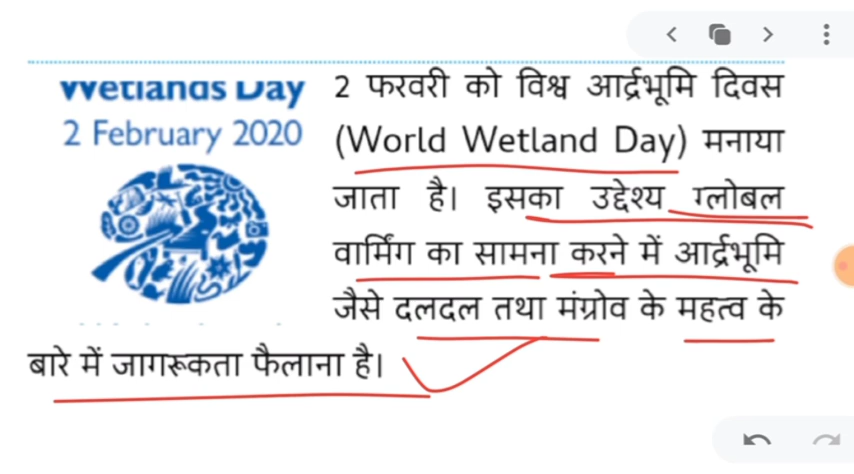 Wetlands Day
2 February 2020
2 फरवरी को विश्व आर्द्रभूमि दिवस
(World Wetland Day) मनाया
जाता है। इसका उद्देश्य ग्लोबल
वार्मिंग का सामना करने में आर्द्रभूमि
जैसे दलदल तथा मंग्रोव के महत्व के
बारे में जागरूकता फैलाना है।